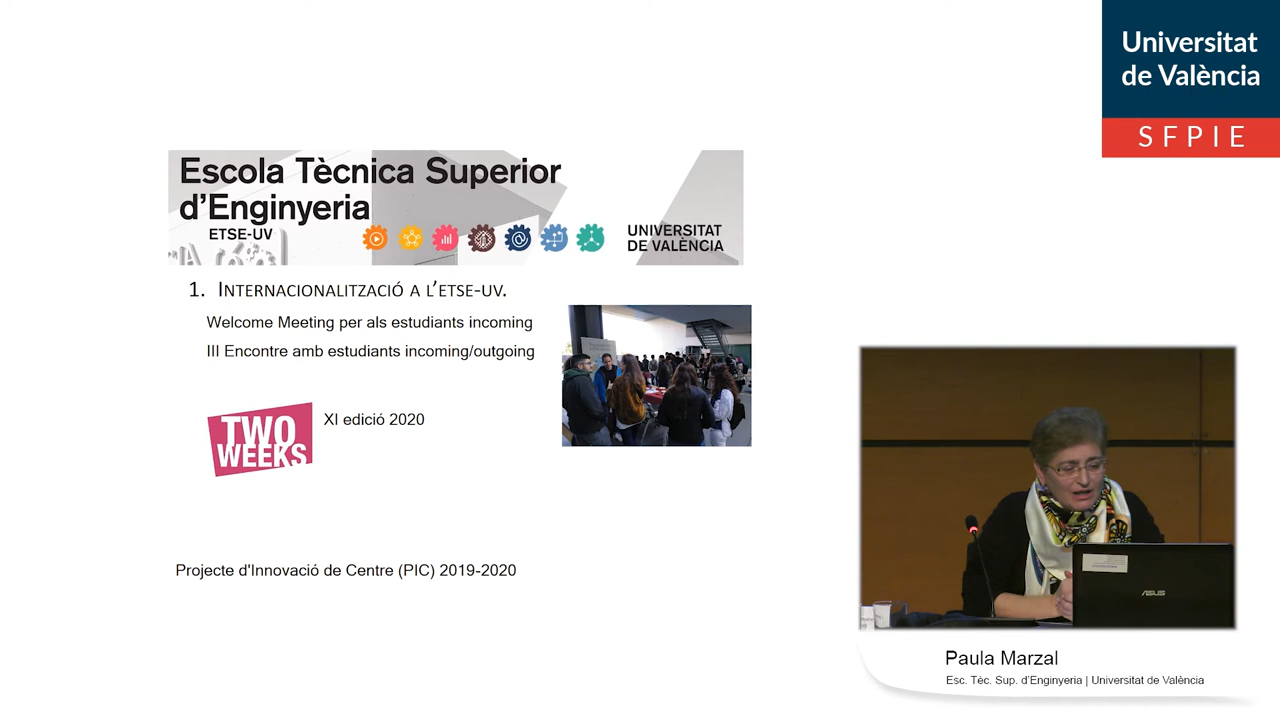 Universitat
de València
SFPIE
Escola Tècnica Superior
d'Enginyeria
ETSE-UV
UNIVERSITAT
DE VALÈNCIA
1. INTERNACIONALITZACIÓ A L'ETSE-UV.
Welcome Meeting per als estudiants incoming
III Encontre amb estudiants incoming/outgoing
TWO
WEEKS
XI edició 2020
Projecte d'Innovació de Centre (PIC) 2019-2020
ASUS
Paula Marzal
Esc. Tèc. Sup. d'Enginyeria | Universitat de València